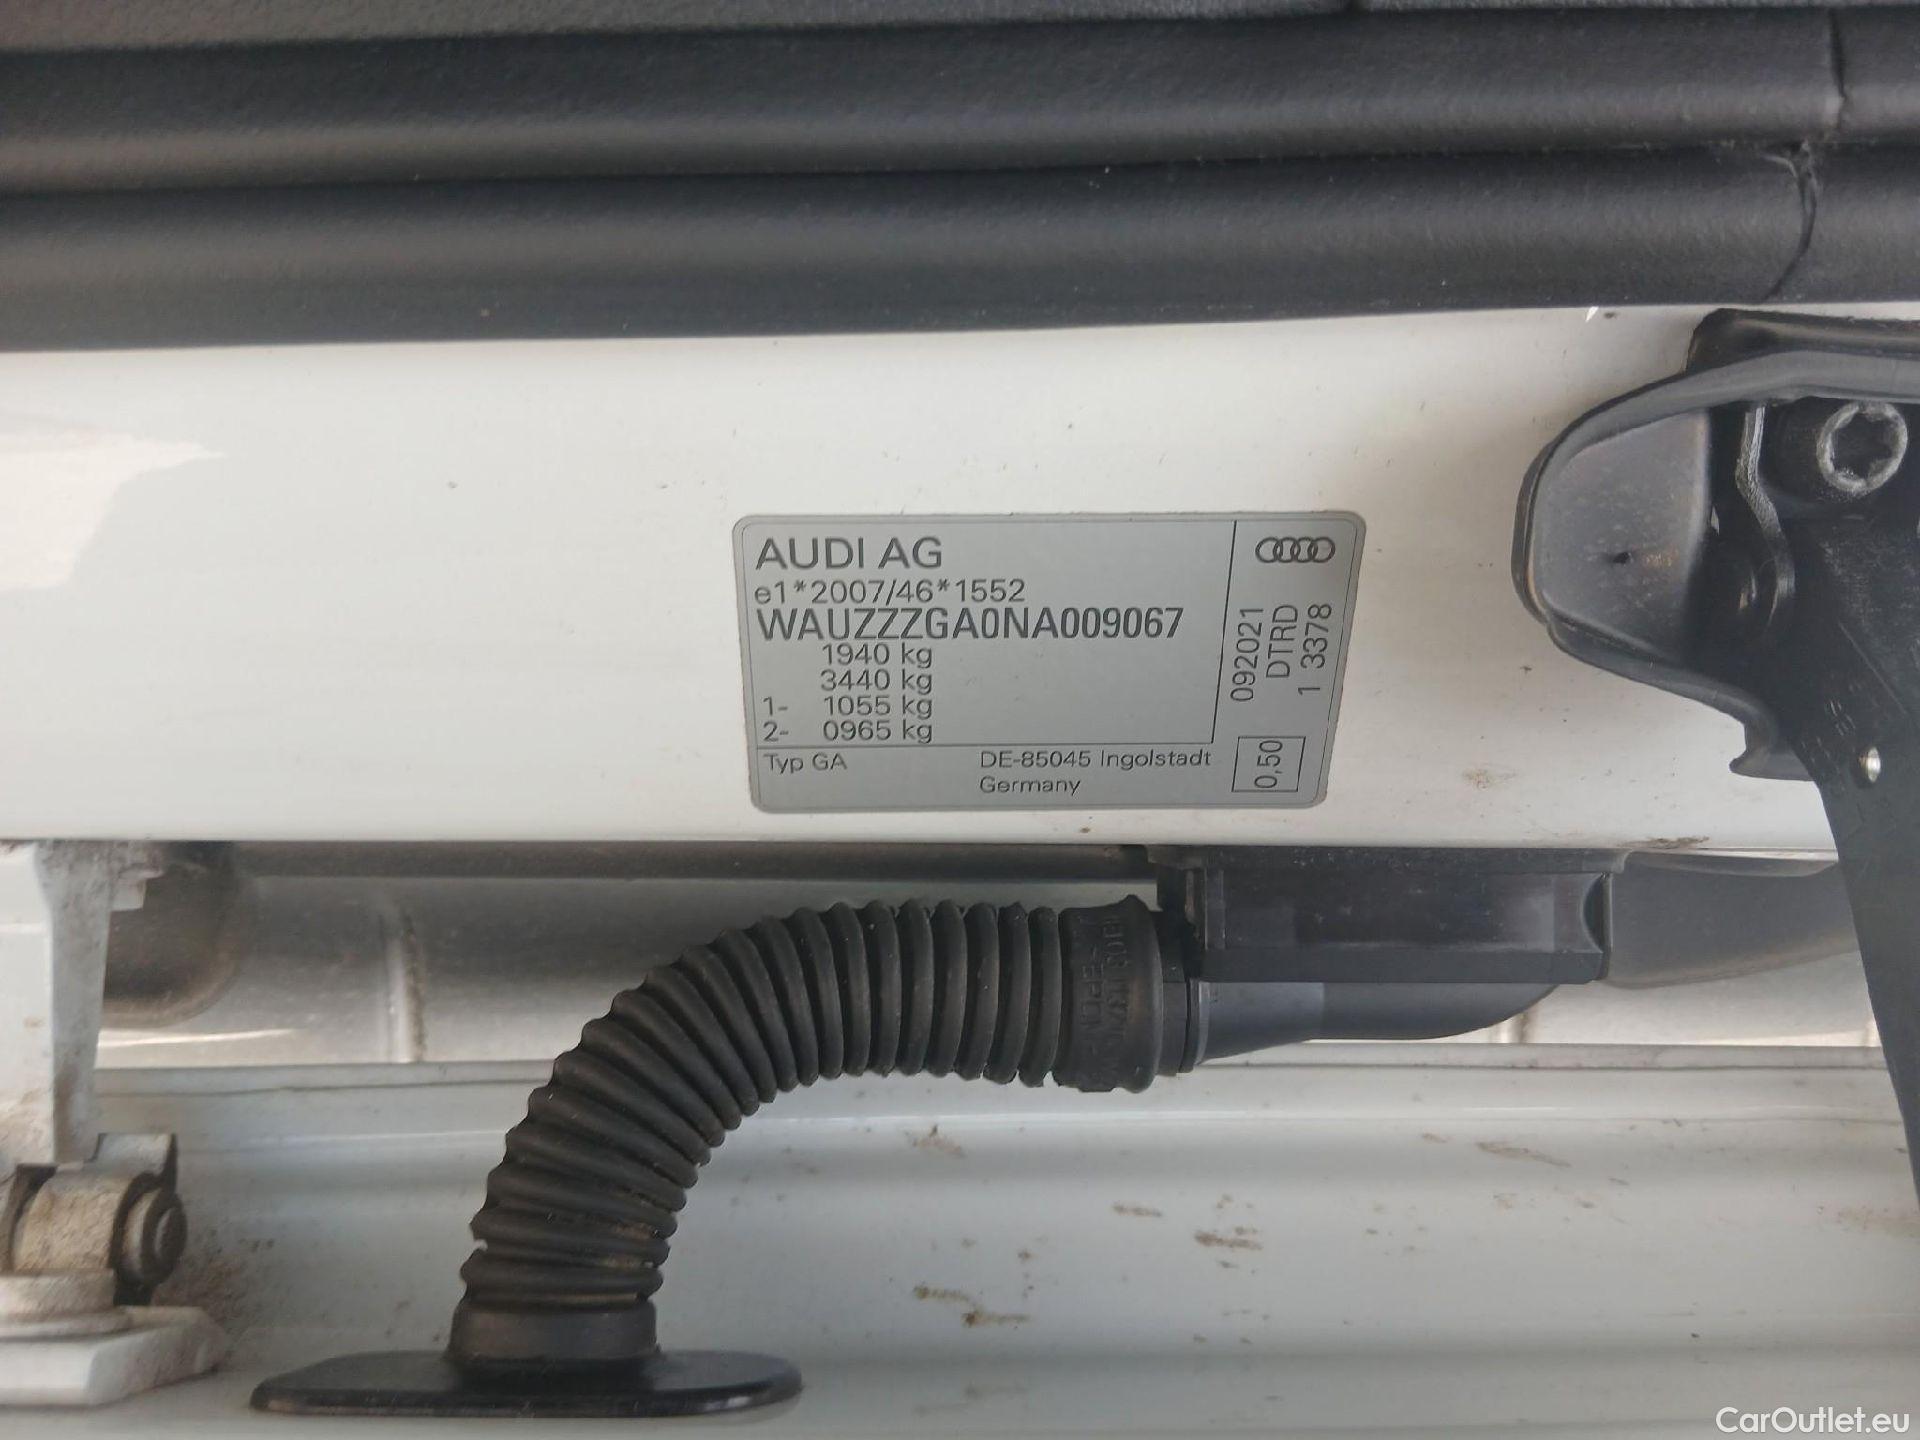 AUDI AG
e1*2007/46*1552
WAUZZZGA0NA009067
1940 kg
3440 kg
1- 1055 kg
2- 0965 kg
Typ GA
DE-85045 Ingolstadt
Germany
092021
DTRD
1 3378
0,50
CarOutlet.eu